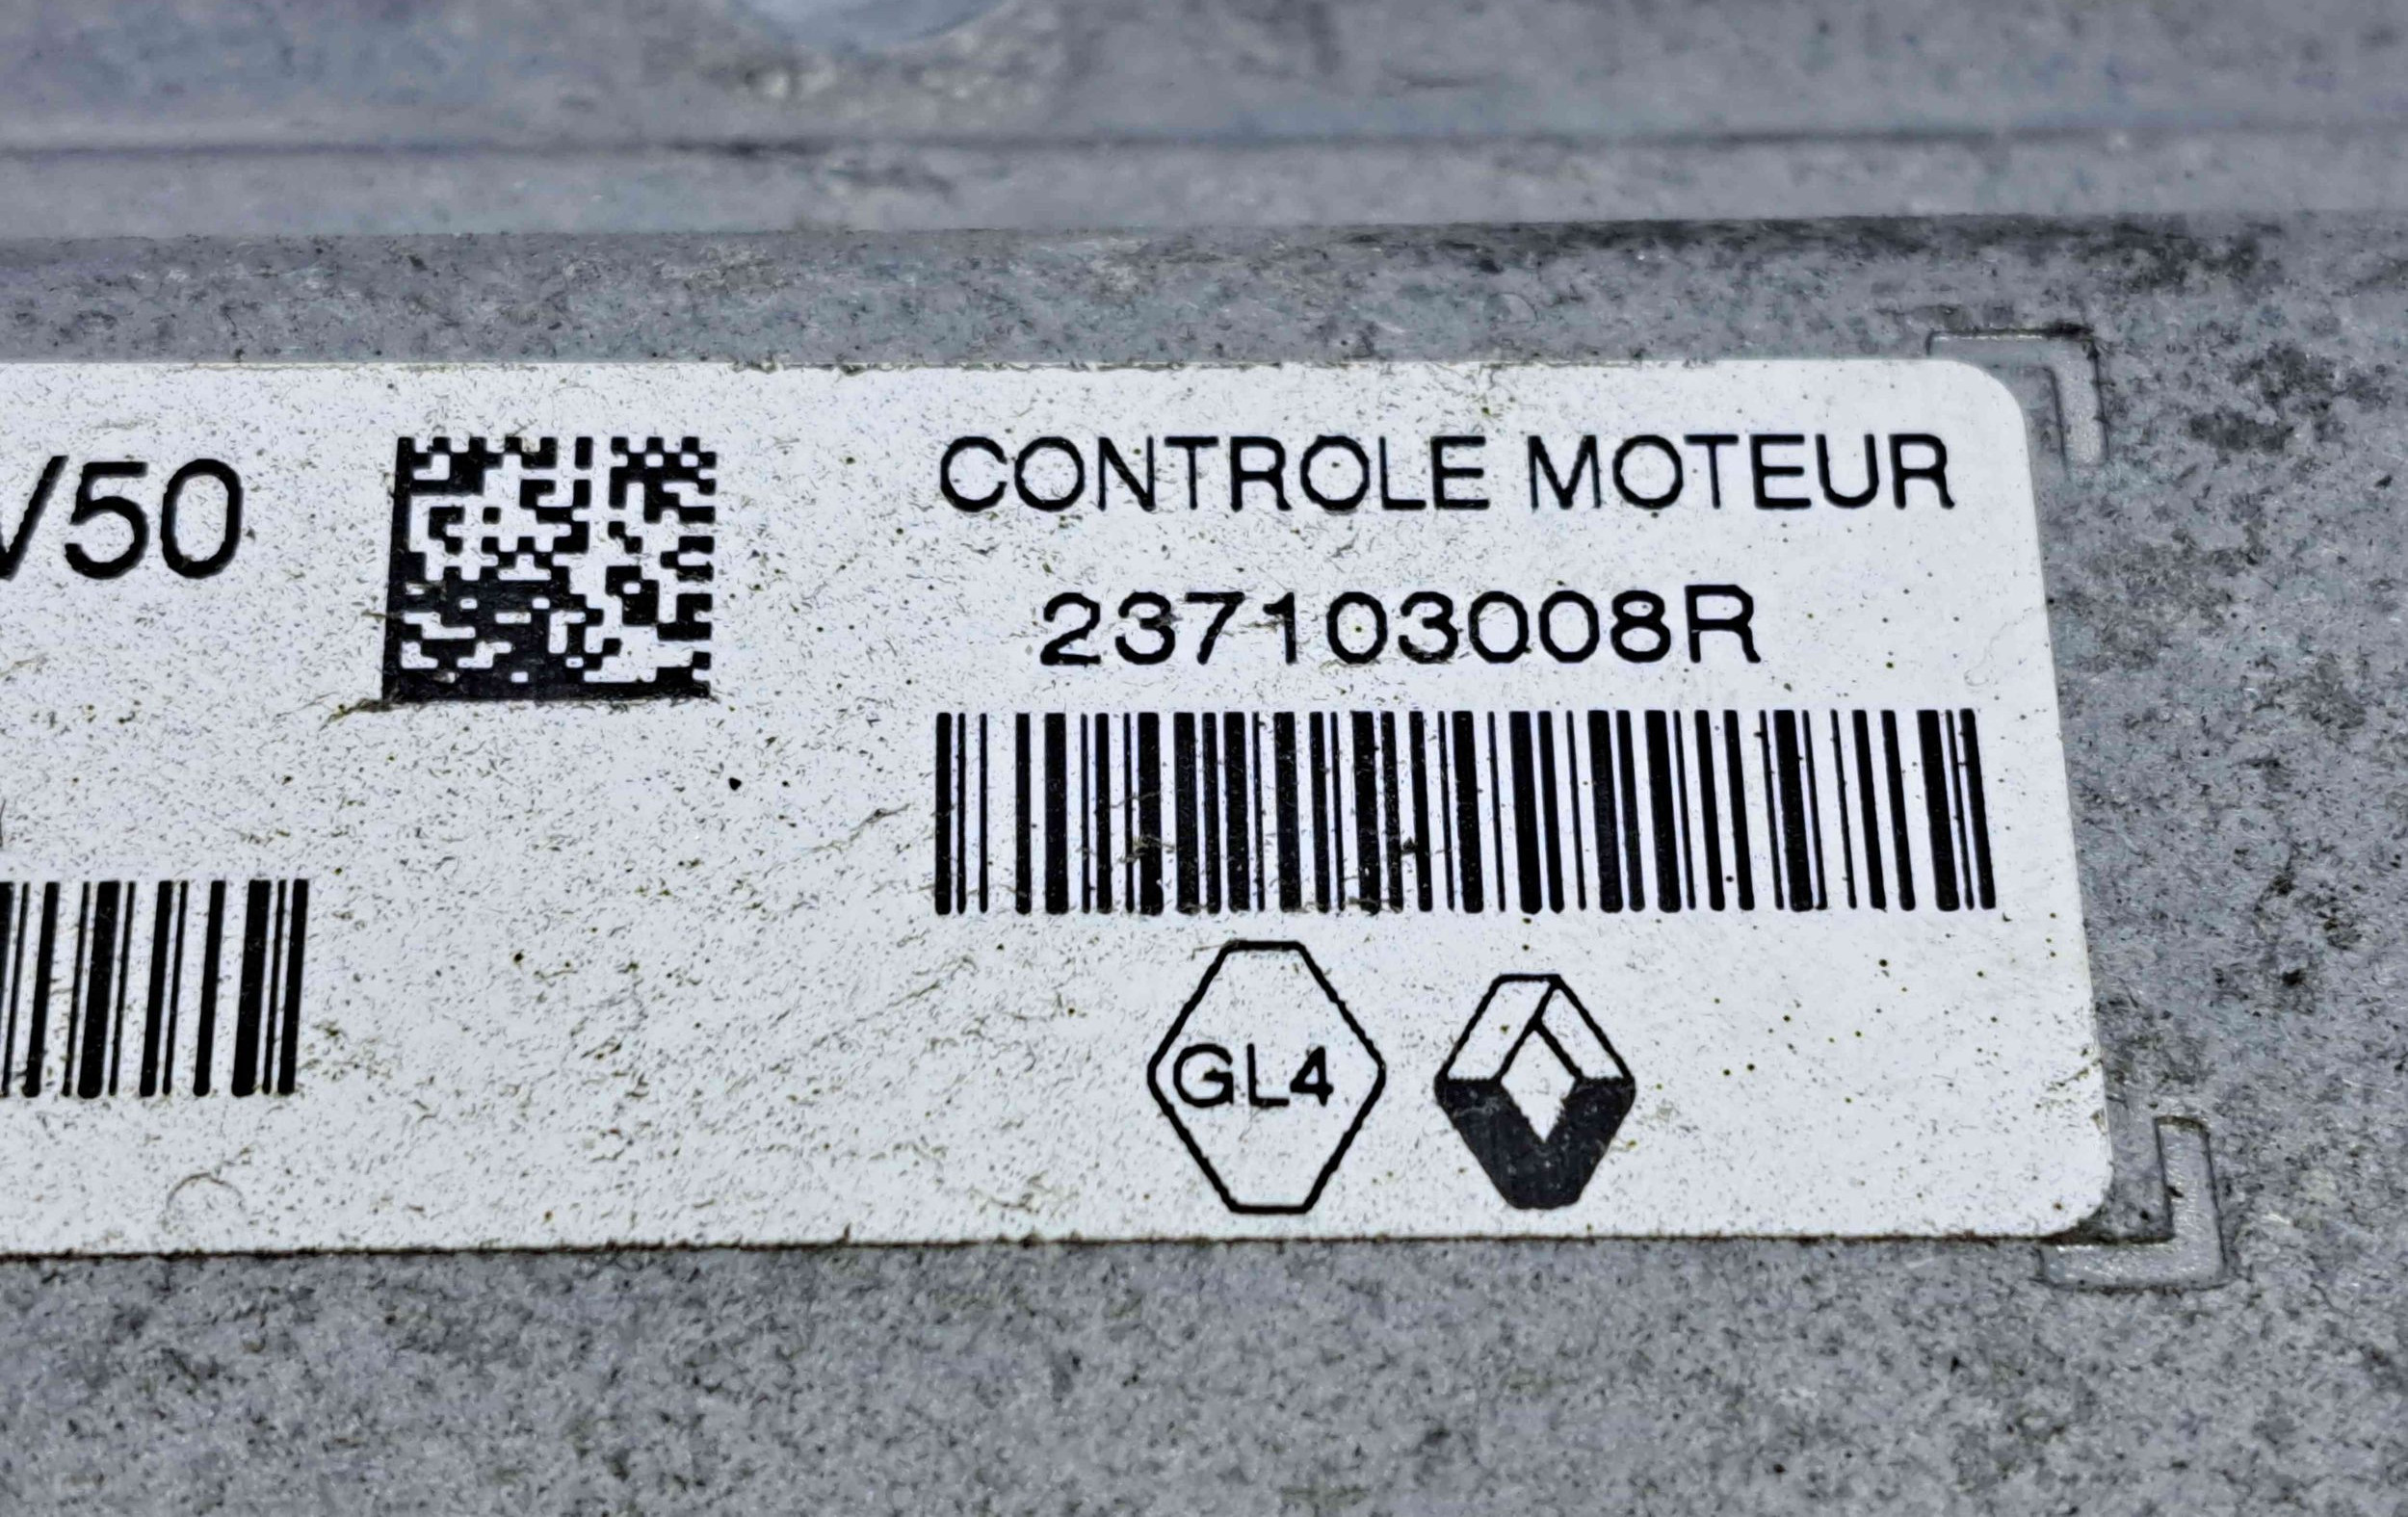 V50
CONTROLE MOTEUR
237103008R
GL4